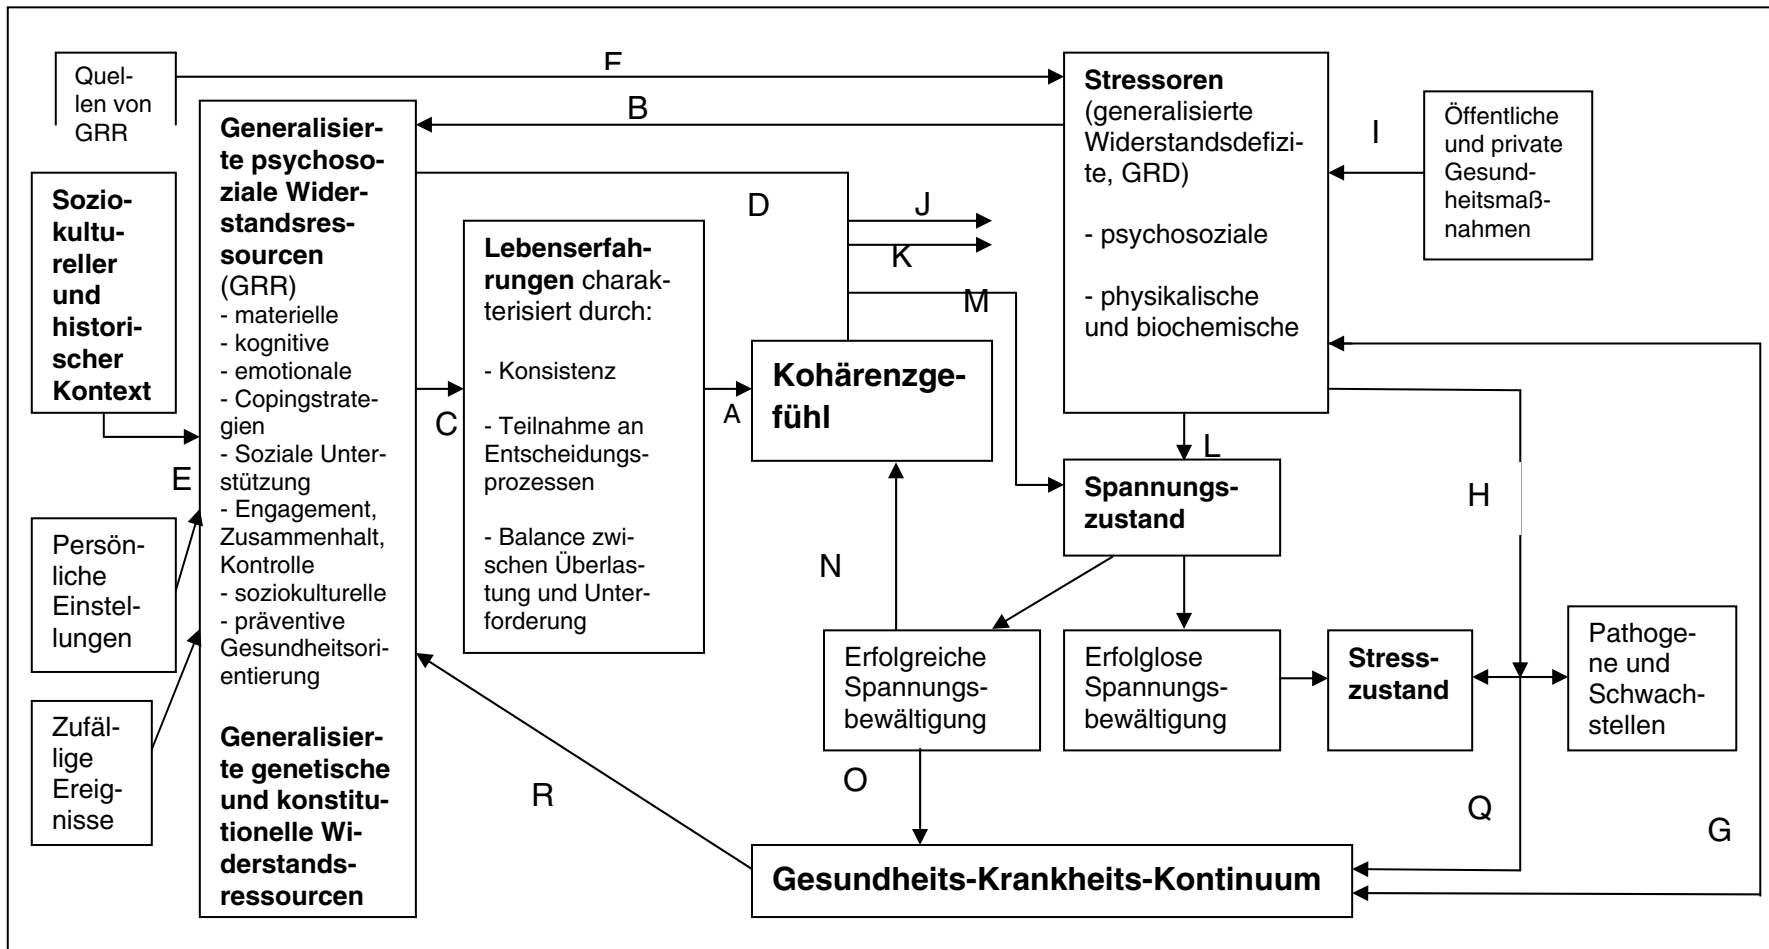 Quel-
len von
GRR
F
B
Stressoren
(generalisierte
Widerstandsdefizi-
te, GRD)
- psychosoziale
- physikalische
und biochemische
I
Öffentliche
und private
Gesund-
heitsmaß-
nahmen
Sozio-
kultu-
reller
und
histori-
scher
Kontext
E
Persön-
liche
Einstel-
lungen
Zufäl-
lige
Ereig-
nisse
Generalisier-
te psychoso-
ziale Wider-
standsres-
sourcen
(GRR)
- materielle
- kognitive
- emotionale
- Copingstrate-
gien
- Soziale Unter-
stützung
- Engagement,
Zusammenhalt,
Kontrolle
- soziokulturelle
- präventive
Gesundheitsori-
entierung
Generalisier-
te genetische
und konstitu-
tionelle Wi-
derstands-
ressourcen
C
Lebenserfah-
rungen charak-
terisiert durch:
- Konsistenz
- Teilnahme an
Entscheidungs-
prozessen
- Balance zwi-
schen Überlas-
tung und Unter-
forderung
A
D
J
K
M
Kohärenzge-
fühl
L
Spannungs-
zustand
H
N
Erfolgreiche
Spannungs-
bewältigung
Erfolglose
Spannungs-
bewältigung
Stress-
zustand
Pathoge-
ne und
Schwach-
stellen
O
R
Q
G
Gesundheits-Krankheits-Kontinuum